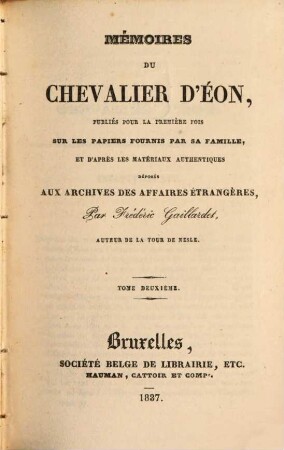 MÉMOIRES
DU
CHEVALIER D'ÉON,
PUBLIÉS POUR LA PREMIÈRE FOIS
SUR LES PAPIERS FOURNIS PAR SA FAMILLE,
ET D'APRÈS LES MATÉRIAUX AUTHENTIQUES
DÉPOSÉS
AUX ARCHIVES DES AFFAIRES ÉTRANGÈRES,
Par Frédéric Gaillardet,
AUTEUR DE LA TOUR DE NESLE.
TOME DEUXIÈME.
Bruxelles,
SOCIÉTÉ BELGE DE LIBRAIRIE, ETC.
HAUMAN, CATTOIR ET COMPe.
1837.